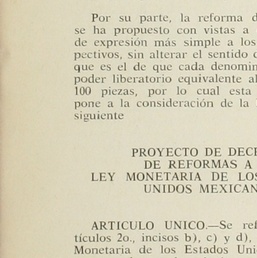 Por su parte, la reforma d
se ha propuesto con vistas a
de expresión más simple a los
pectivos, sin alterar el sentido d
que es el de que cada denomin
poder liberatorio equivalente al
100 piezas, por lo cual esta
pone a la consideración de la
siguiente
PROYECTO DE DECR
DE REFORMAS A
LEY MONETARIA DE LOS
UNIDOS MEXICAN
ARTICULO UNICO.—Se ref
tículos 2o., incisos b), c) y d),
Monetaria de los Estados Uni